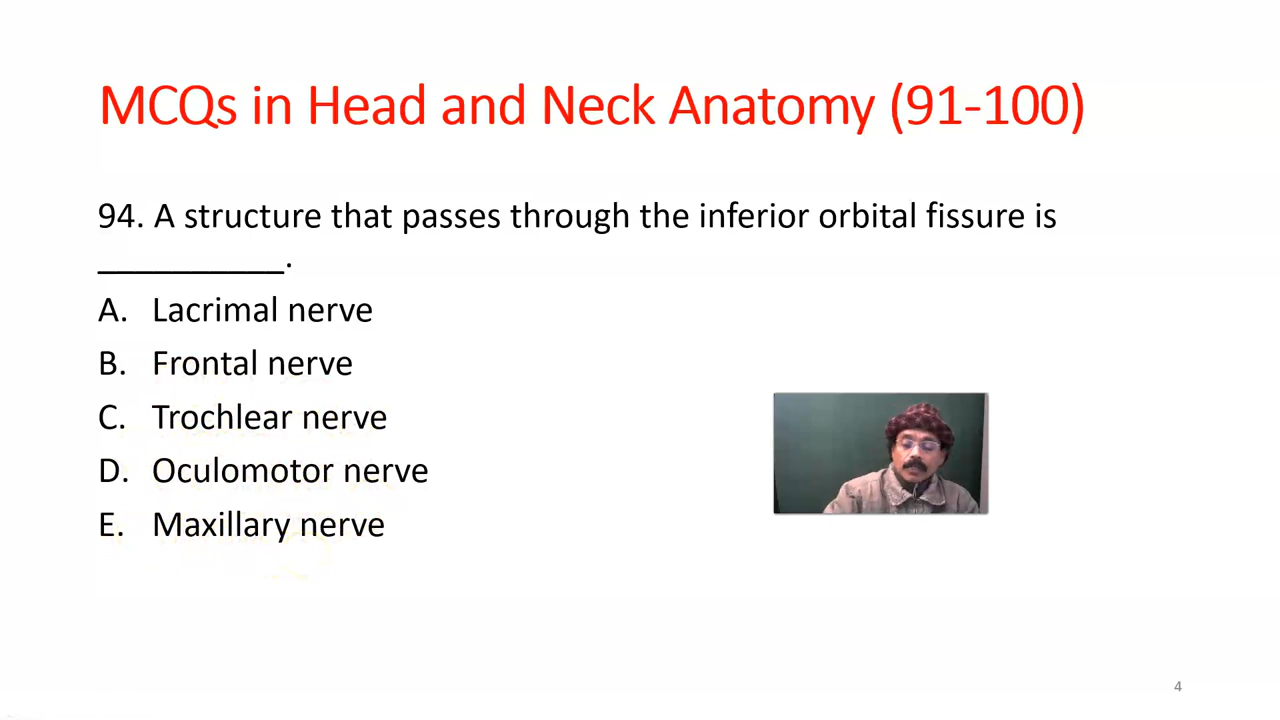 MCQs in Head and Neck Anatomy (91-100)
94. A structure that passes through the inferior orbital fissure is
__________.
A. Lacrimal nerve
B. Frontal nerve
C. Trochlear nerve
D. Oculomotor nerve
E. Maxillary nerve
4